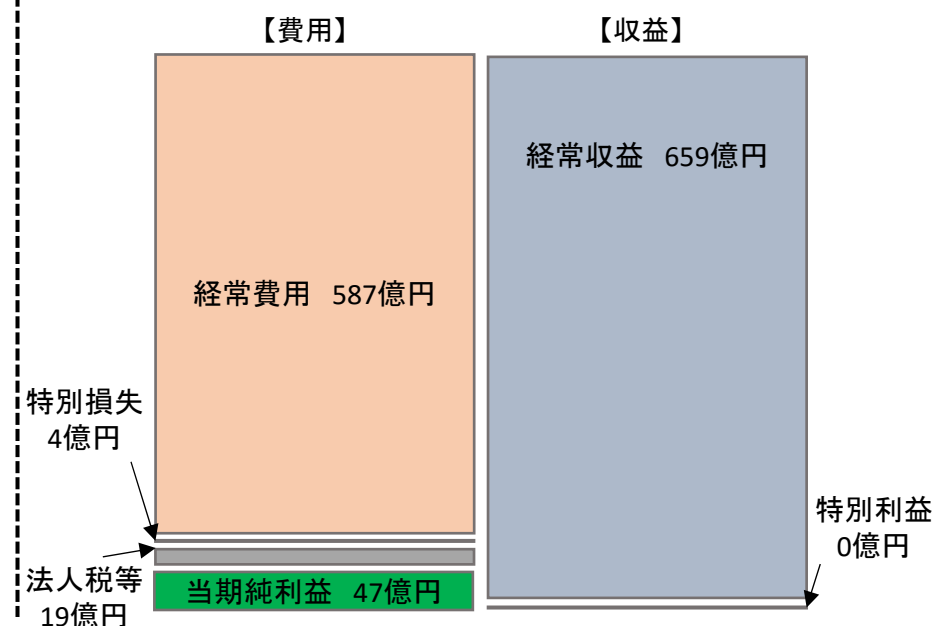 【費用】
【収益】
経常収益 659億円
経常費用 587億円
特別損失
4億円
特別利益
0億円
法人税等
19億円
当期純利益 47億円